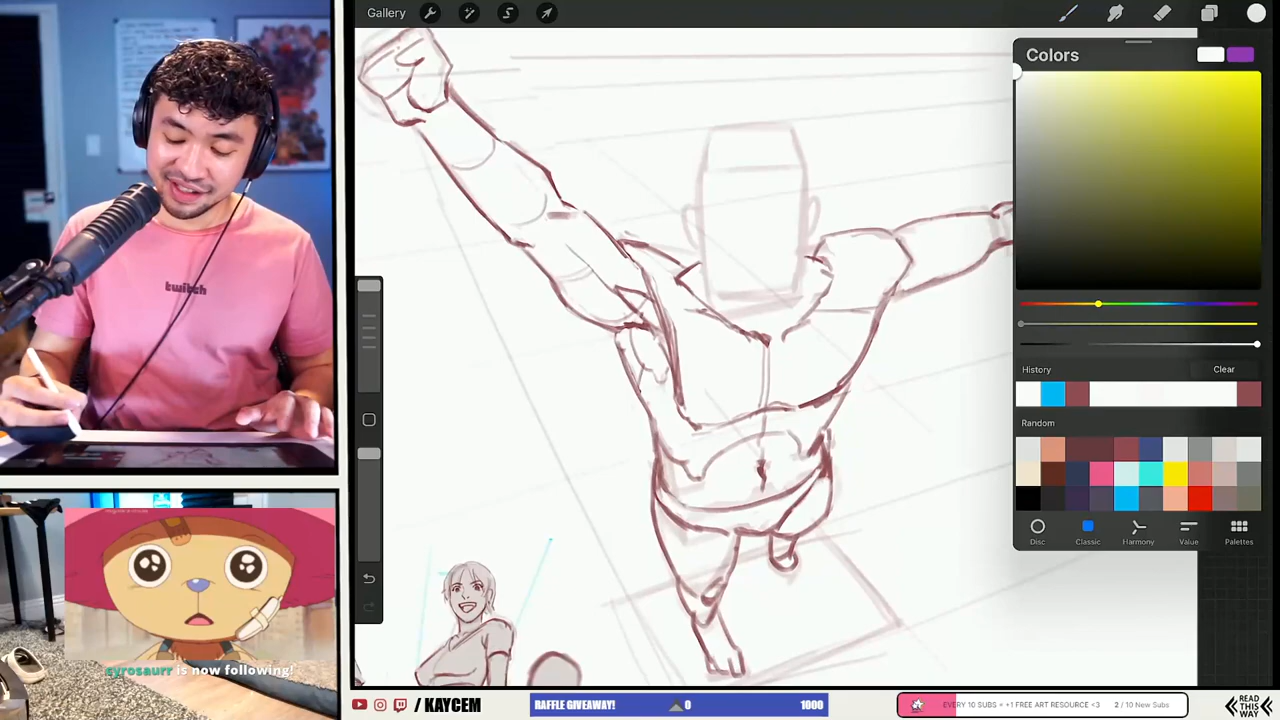 Gallery
Colors
History
Clear
Random
Disc
Classic
Harmony
Value
Palettes
twitch
cyrosaurr is now following!
/ KAYCEM
RAFFLE GIVEAWAY!
0
1000
EVERY 10 SUBS = +1 FREE ART RESOURCE <3
2 / 10 New Subs
READ
THIS
WAY